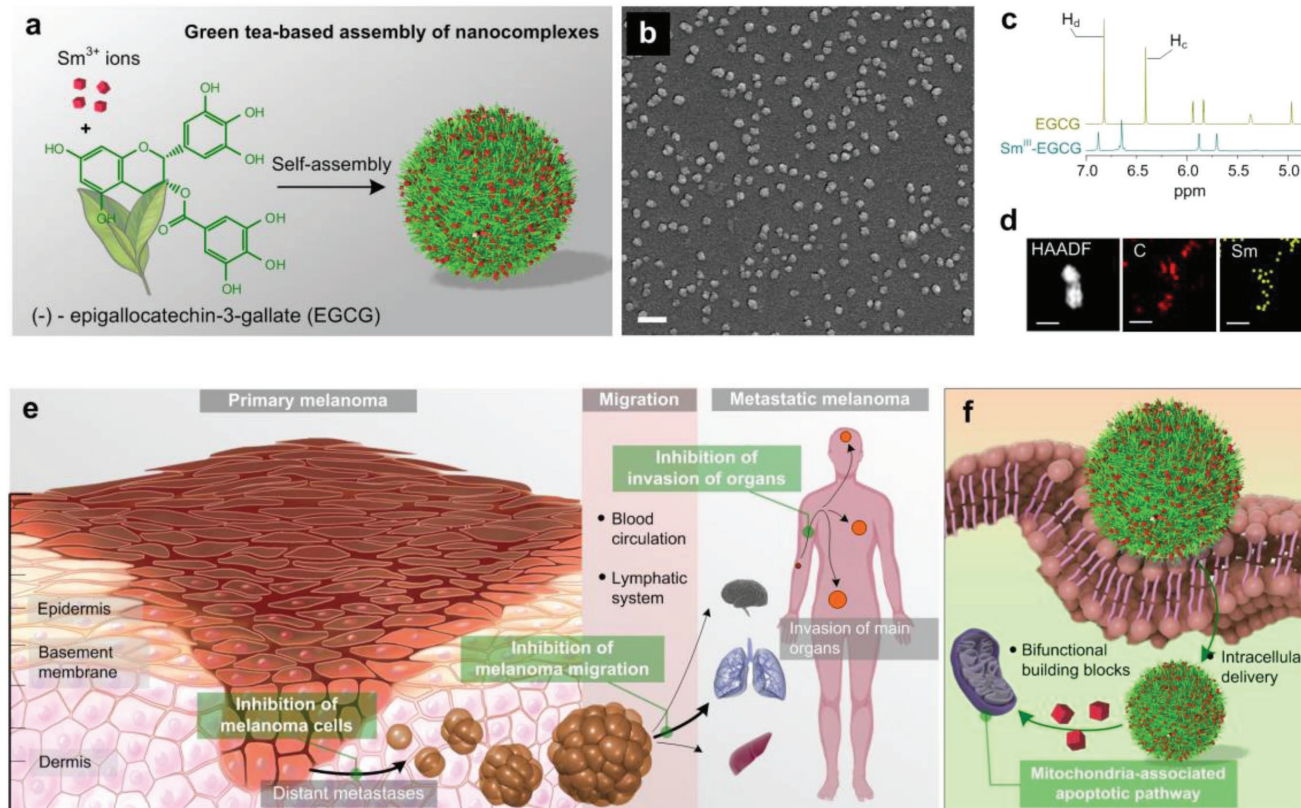 a
Green tea-based assembly of nanocomplexes
Sm3+ ions
+
OH
OH
HO
O
OH
Self-assembly
O
OH
O
OH
OH
OH
(-) - epigallocatechin-3-gallate (EGCG)
b
c
Hd
Hc
EGCG
SmIII-EGCG
7.0 6.5 6.0 5.5 5.0
ppm
d
HAADF
C
Sm
e
Primary melanoma
Migration
Metastatic melanoma
Inhibition of
invasion of organs
• Blood
circulation
• Lymphatic
system
Epidermis
Basement
membrane
Inhibition of
melanoma migration
Invasion of main
organs
Inhibition of
melanoma cells
Dermis
Distant metastases
f
• Bifunctional
building blocks
• Intracellular
delivery
Mitochondria-associated
apoptotic pathway